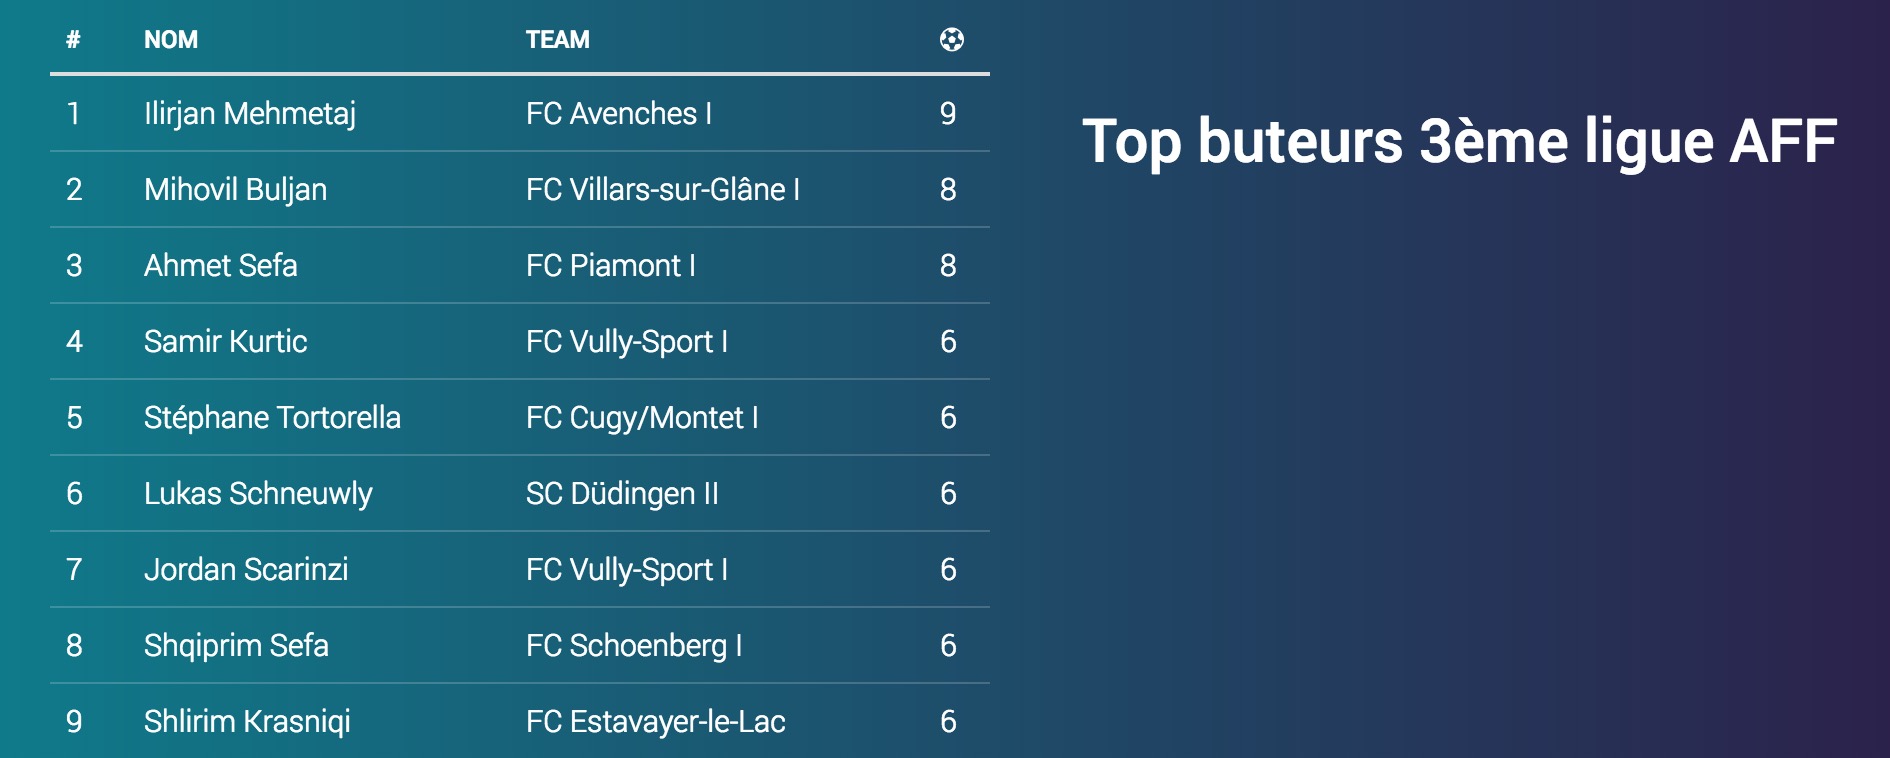 # NOM TEAM
1 Ilirjan Mehmetaj FC Avenches I 9
2 Mihovil Buljan FC Villars-sur-Glâne I 8
3 Ahmet Sefa FC Piamont I 8
4 Samir Kurtic FC Vully-Sport I 6
5 Stéphane Tortorella FC Cugy/Montet I 6
6 Lukas Schneuwly SC Düdingen II 6
7 Jordan Scarinzi FC Vully-Sport I 6
8 Shqiprim Sefa FC Schoenberg I 6
9 Shlirim Krasniqi FC Estavayer-le-Lac 6
Top buteurs 3ème ligue AFF